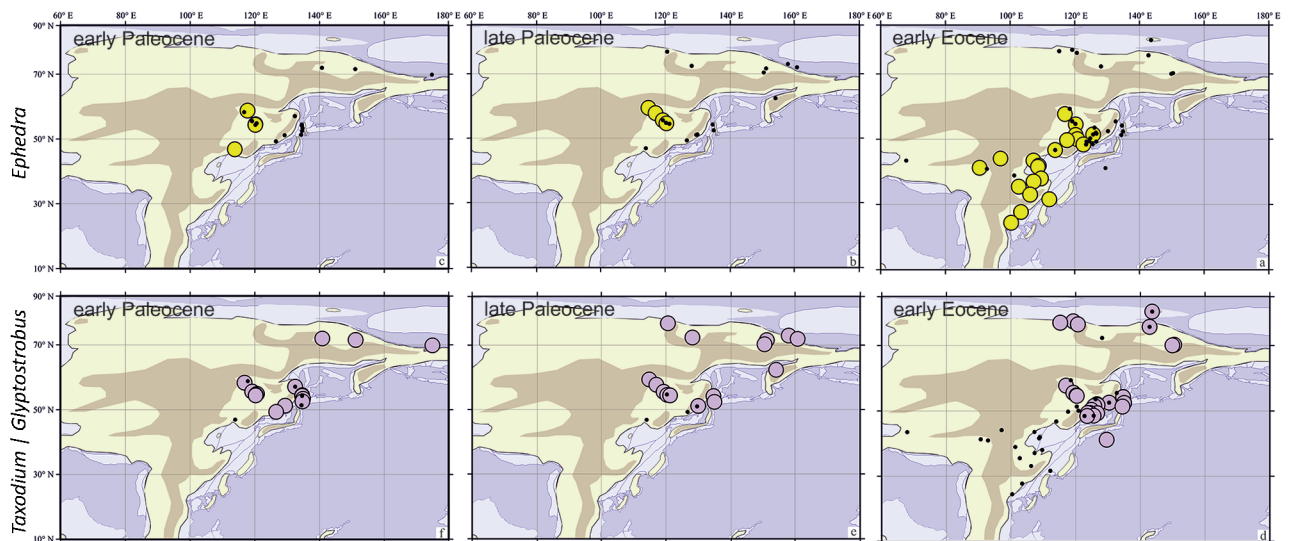 60° 80° 100° 120° 140° 160° 180° E 60° 80° 100° 120° 140° 160° 180° E 60° 80° 100° 120° 140° 160° 180° E
90° N
70° N
50° N
30° N
10° N
Ephedra
early Paleocene
c
late Paleocene
b
early Eocene
a
90° N
70° N
50° N
30° N
10° N
Taxodium | Glyptostrobus
early Paleocene
f
late Paleocene
e
early Eocene
d